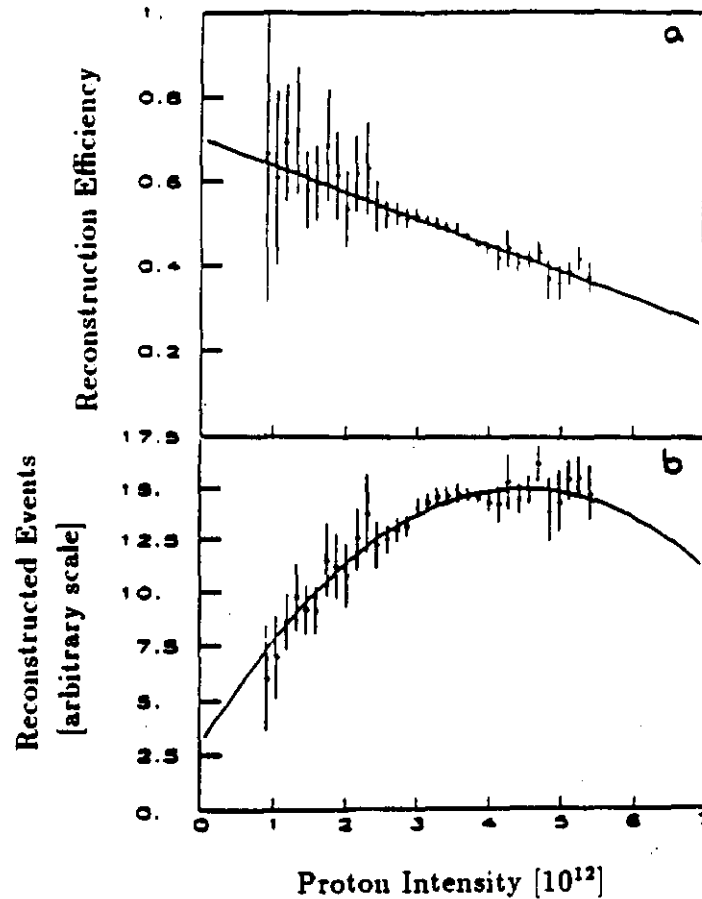 1.
a
0.8
0.6
0.4
0.2
Reconstruction Efficiency
17.5
b
15.
12.5
10.
7.5
5.
2.5
0.
Reconstructed Events
[arbitrary scale]
0 1 2 3 4 5 6 7
Proton Intensity [10¹²]